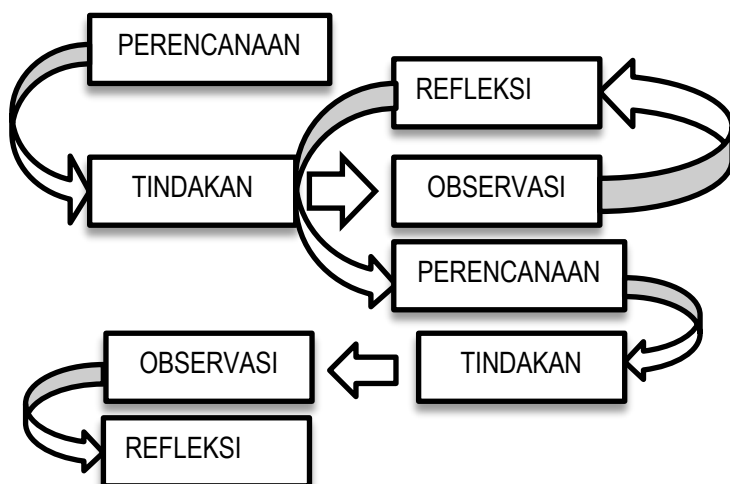 PERENCANAAN
REFLEKSI
TINDAKAN
OBSERVASI
PERENCANAAN
OBSERVASI
TINDAKAN
REFLEKSI